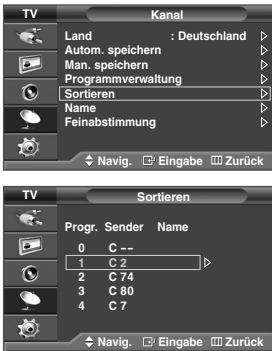 TV Kanal
Land : Deutschland
Autom. speichern
Man. speichern
Programmverwaltung
Sortieren
Name
Feinabstimmung
Navig. Eingabe Zurück
TV Sortieren
Progr. Sender Name
0 C --
1 C 2
2 C 74
3 C 80
4 C 7
Navig. Eingabe Zurück